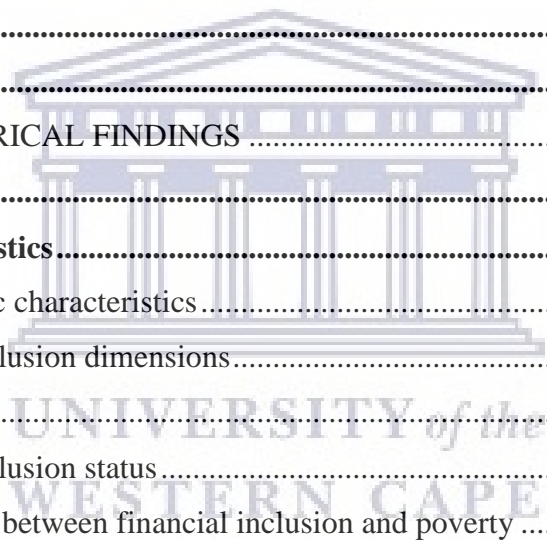 ..........................................................
..........................................................
RICAL FINDINGS ..........................................
..........................................................
stics..........................................................
c characteristics..........................................
lusion dimensions..........................................
UNIVERSITY of the
..........................................................
lusion status..........................................
WESTERN CAPE
between financial inclusion and poverty ....